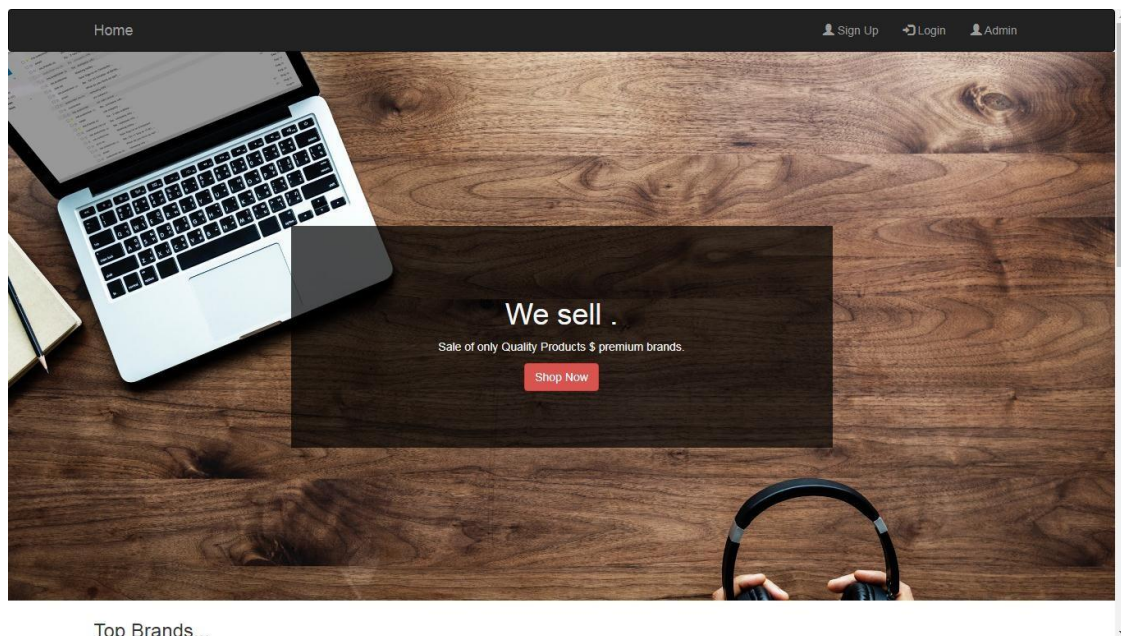 Home
Sign Up
Login
Admin
We sell .
Sale of only Quality Products $ premium brands.
Shop Now
Top Brands...